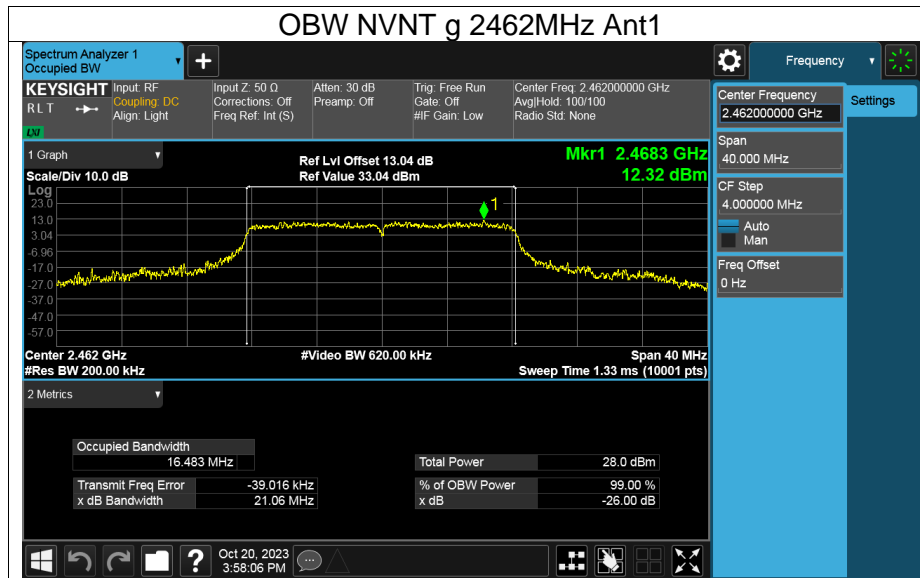 OBW NVNT g 2462MHz Ant1
Spectrum Analyzer 1
Occupied BW
+
Frequency
KEYSIGHT
RLT
LXI
Input: RF
Coupling: DC
Align: Light
Input Z: 50 Ω
Corrections: Off
Freq Ref: Int (S)
Atten: 30 dB
Preamp: Off
Trig: Free Run
Gate: Off
#IF Gain: Low
Center Freq: 2.462000000 GHz
Avg|Hold: 100/100
Radio Std: None
Center Frequency
2.462000000 GHz
Settings
Span
40.000 MHz
CF Step
4.000000 MHz
Auto
Man
Freq Offset
0 Hz
1 Graph
Scale/Div 10.0 dB
Ref Lvl Offset 13.04 dB
Ref Value 33.04 dBm
Mkr1 2.4683 GHz
12.32 dBm
Log
23.0
13.0
3.04
-6.96
-17.0
-27.0
-37.0
-47.0
-57.0
1
Center 2.462 GHz
#Video BW 620.00 kHz
Span 40 MHz
#Res BW 200.00 kHz
Sweep Time 1.33 ms (10001 pts)
2 Metrics
Occupied Bandwidth
16.483 MHz
Total Power 28.0 dBm
Transmit Freq Error -39.016 kHz
% of OBW Power 99.00 %
x dB Bandwidth 21.06 MHz
x dB -26.00 dB
?
Oct 20, 2023
3:58:06 PM